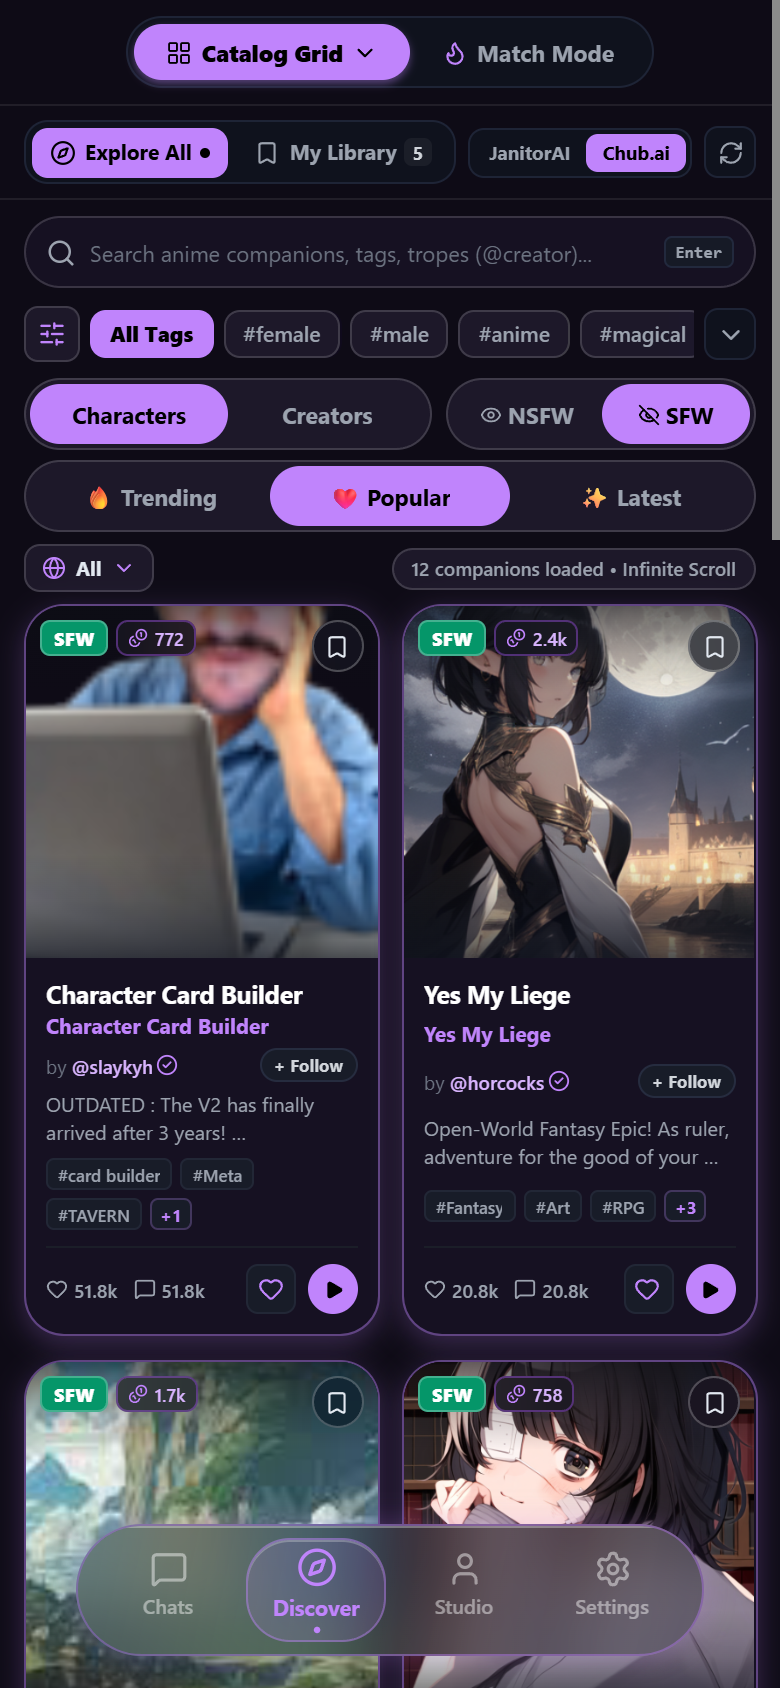 Catalog Grid
Match Mode
Explore All
My Library 5
JanitorAI
Chub.ai
Search anime companions, tags, tropes (@creator)...
Enter
All Tags
#female
#male
#anime
#magical
Characters
Creators
NSFW
SFW
Trending
Popular
Latest
All
12 companions loaded • Infinite Scroll
SFW
772
Character Card Builder
Character Card Builder
by @slaykyh
+ Follow
OUTDATED : The V2 has finally
arrived after 3 years! ...
#card builder
#Meta
#TAVERN
+1
51.8k
51.8k
SFW
2.4k
Yes My Liege
Yes My Liege
by @horcocks
+ Follow
Open-World Fantasy Epic! As ruler,
adventure for the good of your ...
#Fantasy
#Art
#RPG
+3
20.8k
20.8k
SFW
1.7k
SFW
758
Chats
Discover
Studio
Settings